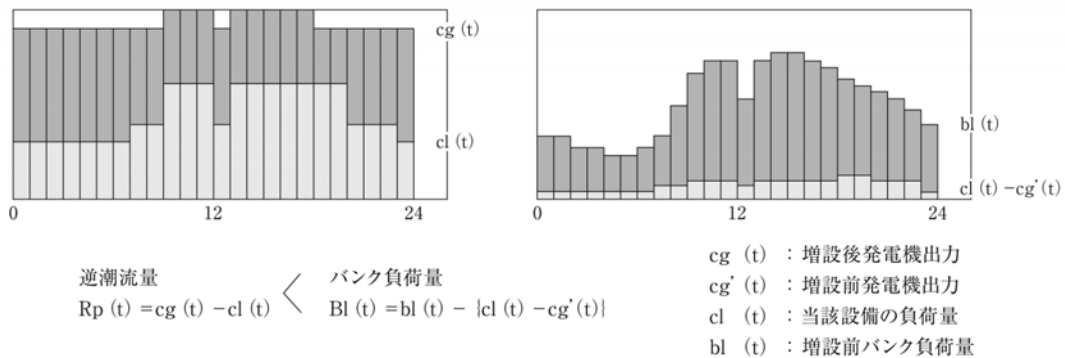 cg (t)
cl (t)
0 12 24
bl (t)
cl (t) －cg’(t)
0 12 24
逆潮流量 ＜ バンク負荷量
Rp (t) ＝cg (t) －cl (t) Bl (t) ＝bl (t) － {cl (t) －cg’(t)}
cg (t) ：増設後発電機出力
cg’ (t) ：増設前発電機出力
cl (t) ：当該設備の負荷量
bl (t) ：増設前バンク負荷量